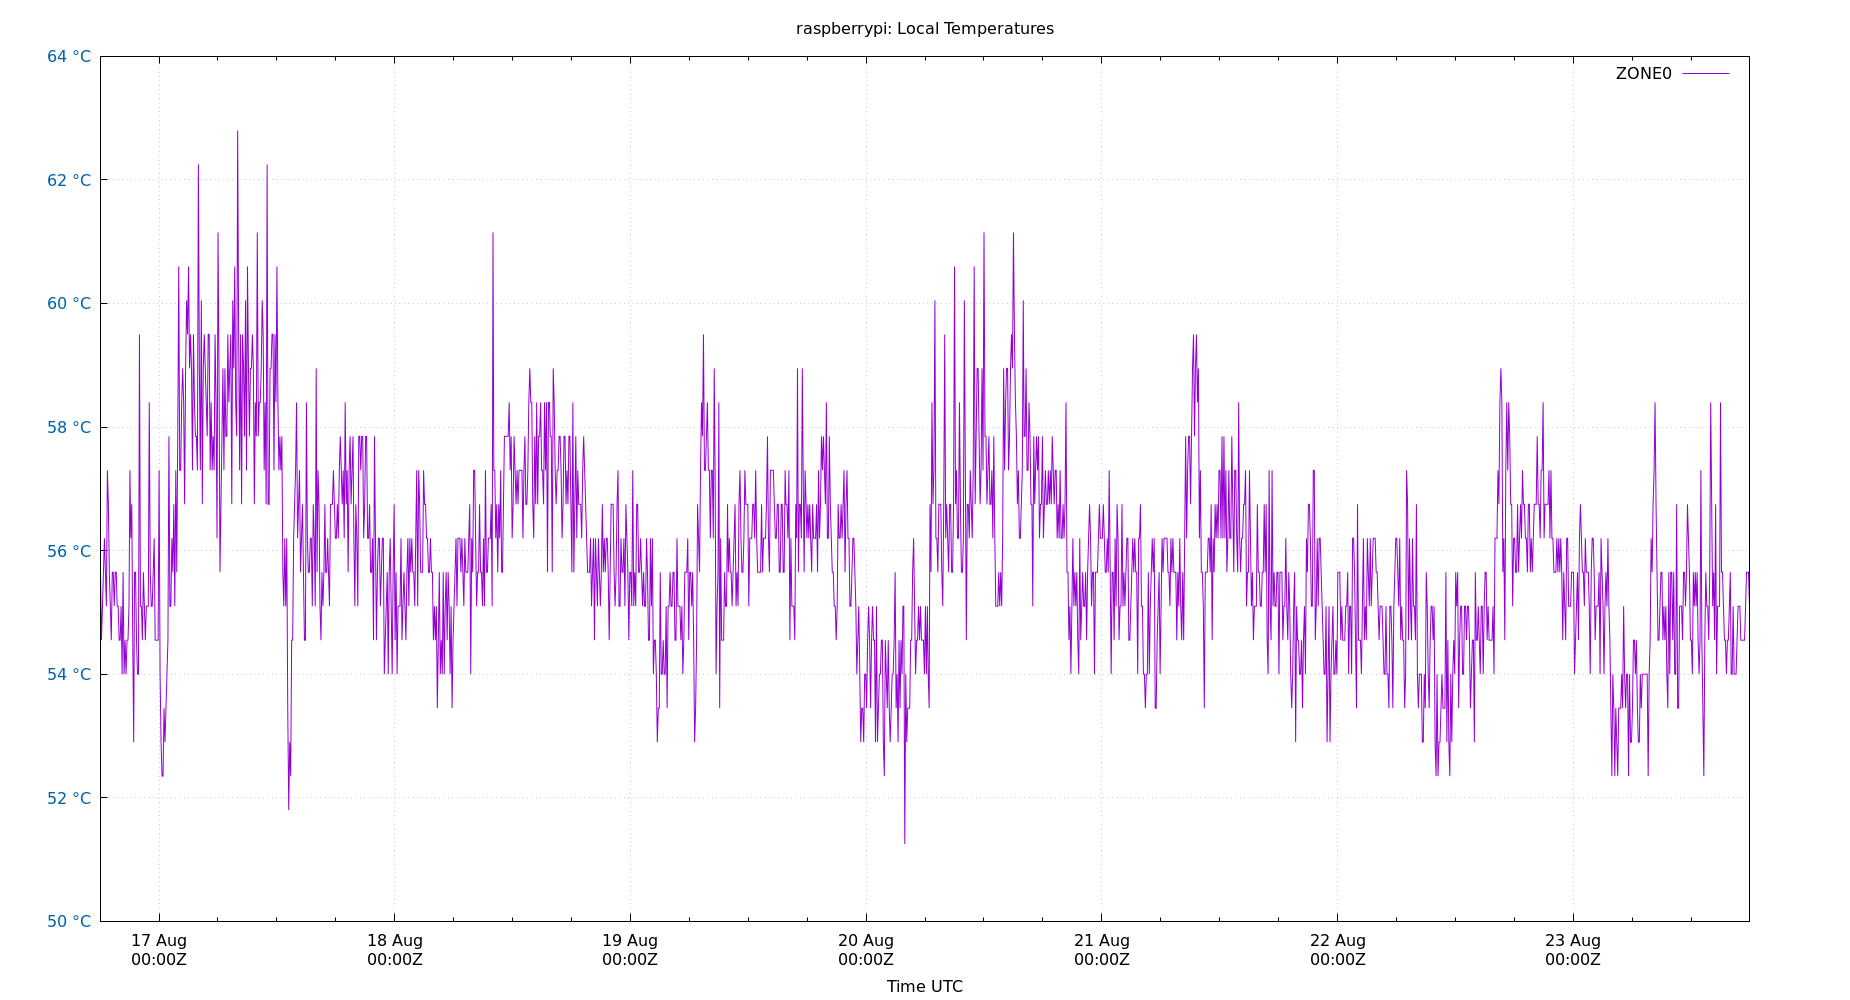 raspberrypi: Local Temperatures
64 °C
ZONE0
62 °C
60 °C
58 °C
56 °C
54 °C
52 °C
50 °C
17 Aug 18 Aug 19 Aug 20 Aug 21 Aug 22 Aug 23 Aug
00:00Z 00:00Z 00:00Z 00:00Z 00:00Z 00:00Z 00:00Z
Time UTC